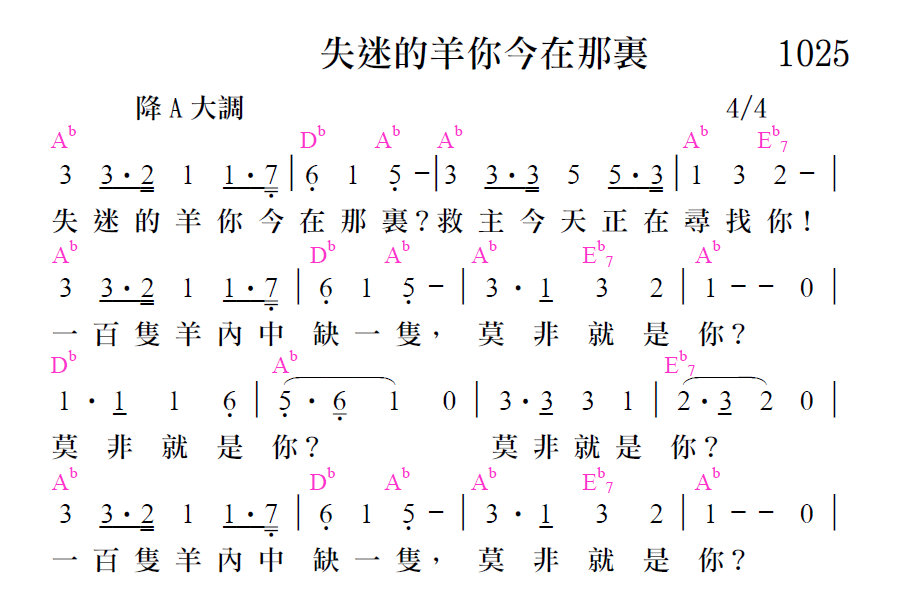 失迷的羊你今在那裏 1025
降 A 大調 4/4
A♭ D♭ A♭ A♭ A♭ E♭7
3 3·2 1 1·7 | 6 1 5 – | 3 3·3 5 5·3 | 1 3 2 – |
失迷的羊你今在那裏?救主今天正在尋找你!
A♭ D♭ A♭ A♭ E♭7 A♭
3 3·2 1 1·7 | 6 1 5 – | 3 · 1 3 2 | 1 – – 0 |
一百隻羊內中缺一隻，莫非就是你?
D♭ A♭ E♭7
1 · 1 1 6 | 5 · 6 1 0 | 3·3 3 1 | 2·3 2 0 |
莫非就是你? 莫非就是你?
A♭ D♭ A♭ A♭ E♭7 A♭
3 3·2 1 1·7 | 6 1 5 – | 3 · 1 3 2 | 1 – – 0 |
一百隻羊內中缺一隻，莫非就是你?